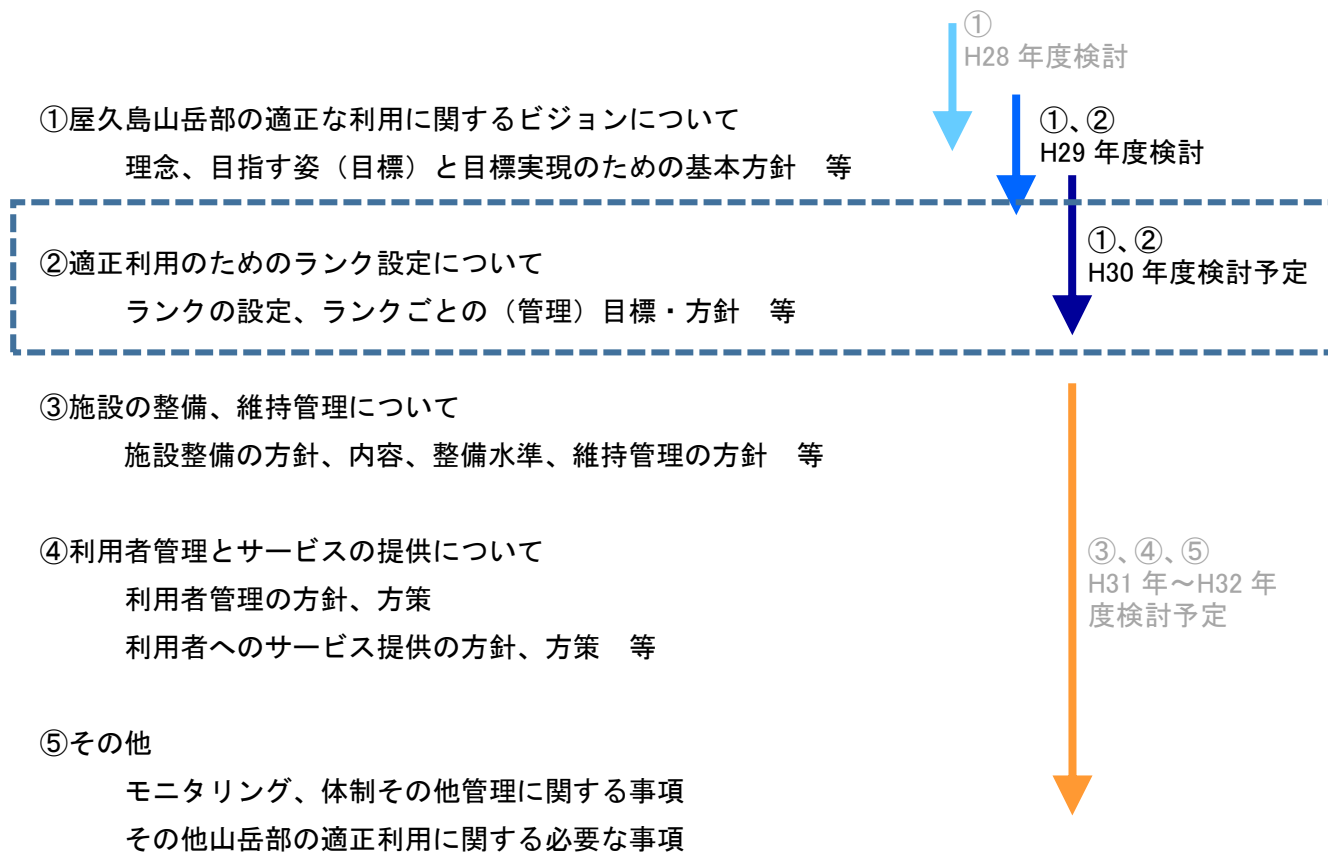 ①
H28 年度検討
①屋久島山岳部の適正な利用に関するビジョンについて
理念、目指す姿（目標）と目標実現のための基本方針　等
①、②
H29 年度検討
②適正利用のためのランク設定について
ランクの設定、ランクごとの（管理）目標・方針　等
①、②
H30 年度検討予定
③施設の整備、維持管理について
施設整備の方針、内容、整備水準、維持管理の方針　等
④利用者管理とサービスの提供について
利用者管理の方針、方策
利用者へのサービス提供の方針、方策　等
③、④、⑤
H31 年～H32 年
度検討予定
⑤その他
モニタリング、体制その他管理に関する事項
その他山岳部の適正利用に関する必要な事項